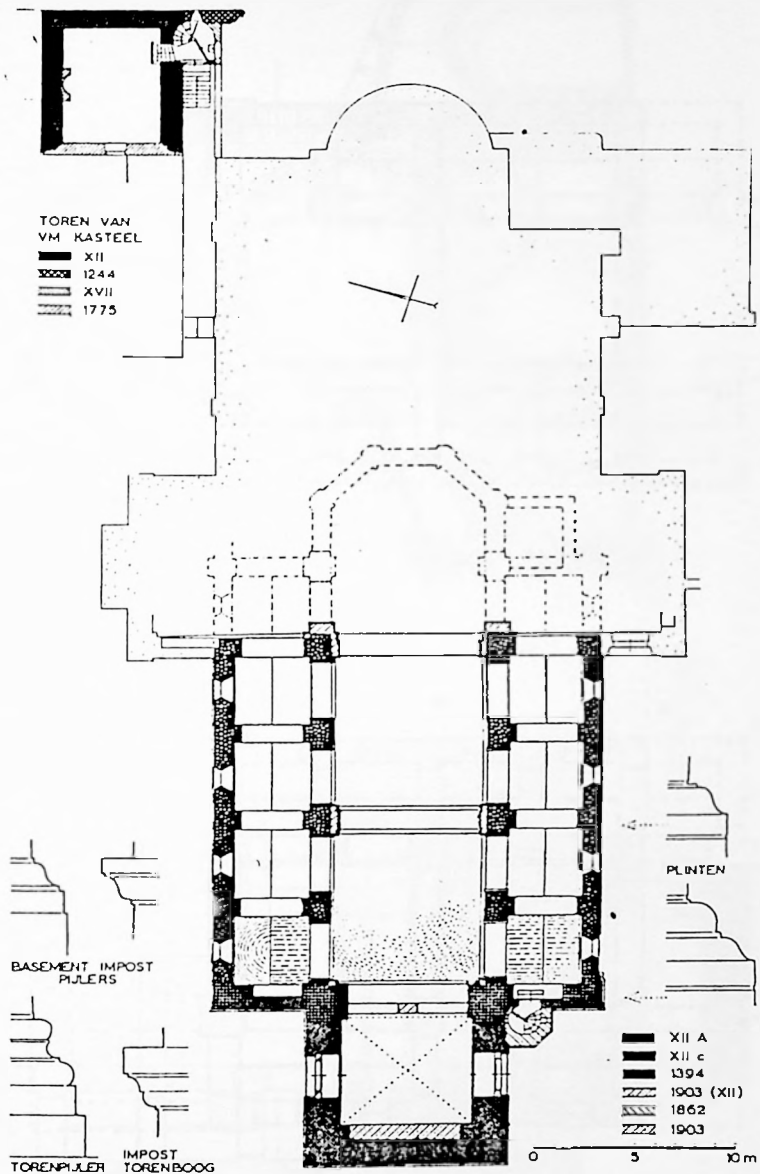 TOREN VAN
VM KASTEEL
XII
1244
XVII
1775
PLINTEN
BASEMENT IMPOST
PIJLERS
TORENPIJLER
IMPOST
TORENBOOG
XII A
XII c
1394
1903 (XII)
1862
1903
0 5 10 m